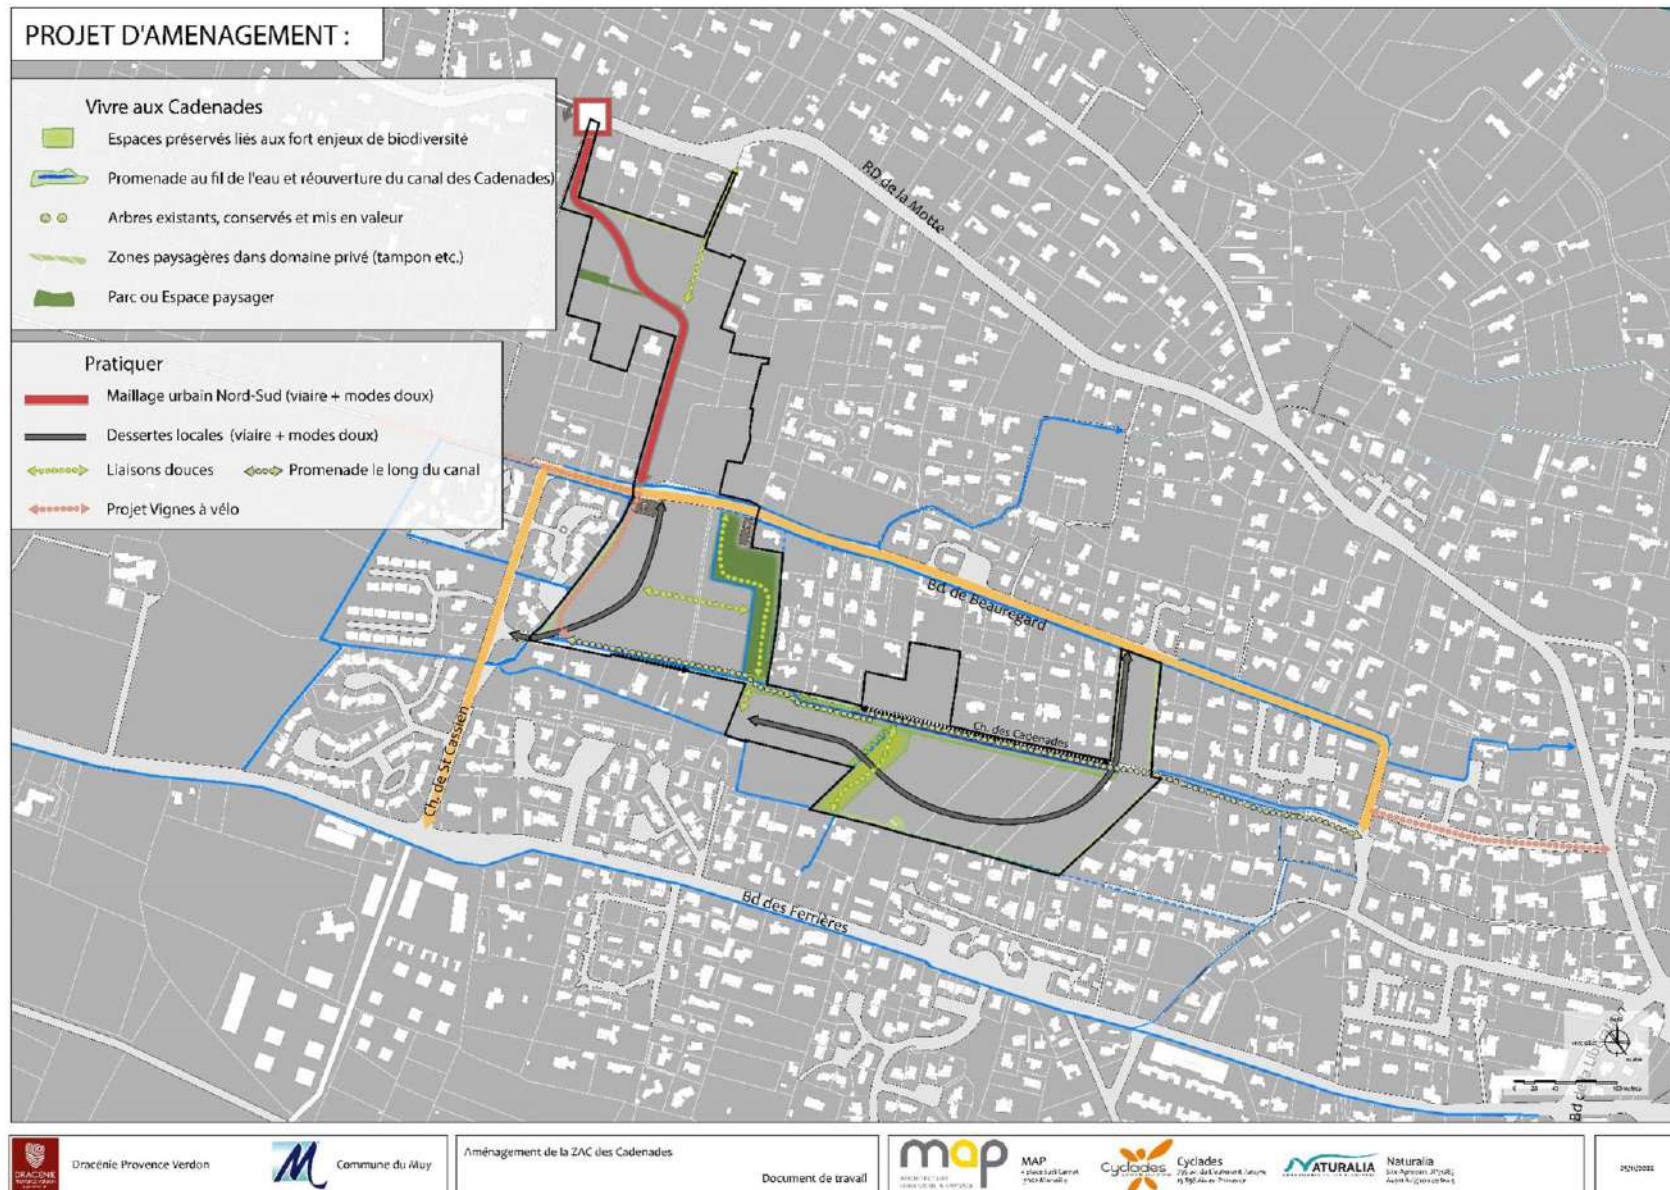 PROJET D'AMENAGEMENT :
Vivre aux Cadenades
Espaces préservés liés aux fort enjeux de biodiversité
Promenade au fil de l'eau et réouverture du canal des Cadenades)
Arbres existants, conservés et mis en valeur
Zones paysagères dans domaine privé (tampon etc.)
Parc ou Espace paysager
Pratiquer
Maillage urbain Nord-Sud (viaire + modes doux)
Dessertes locales (viaire + modes doux)
Liaisons douces
Promenade le long du canal
Projet Vignes à vélo
RD de la Motte
Bd. de Beauregard
Ch. des Cadenades
Ch. de St Cassien
Bd des Ferrières
Bd de la
DRACÉNIE
Dracénie Provence Verdon
M
Commune du Muy
Aménagement de la ZAC des Cadenades
Document de travail
map
MAP
Cyclades
Cyclades
NATURALIA
Naturalia